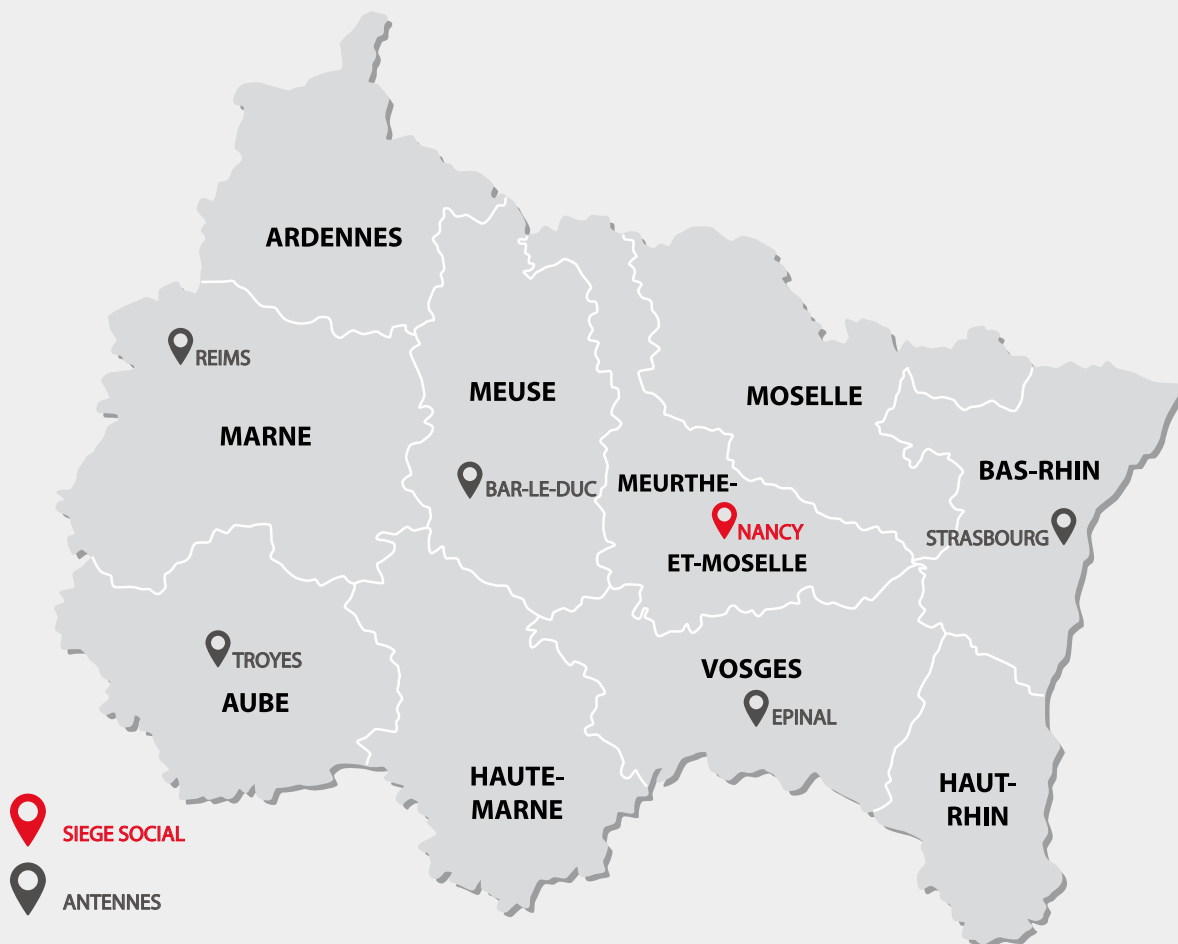 ARDENNES
REIMS
MEUSE
MOSELLE
MARNE
BAS-RHIN
MEURTHE-
BAR-LE-DUC
NANCY
STRASBOURG
ET-MOSELLE
TROYES
VOSGES
AUBE
EPINAL
HAUTE-
MARNE
HAUT-
RHIN
SIEGE SOCIAL
ANTENNES